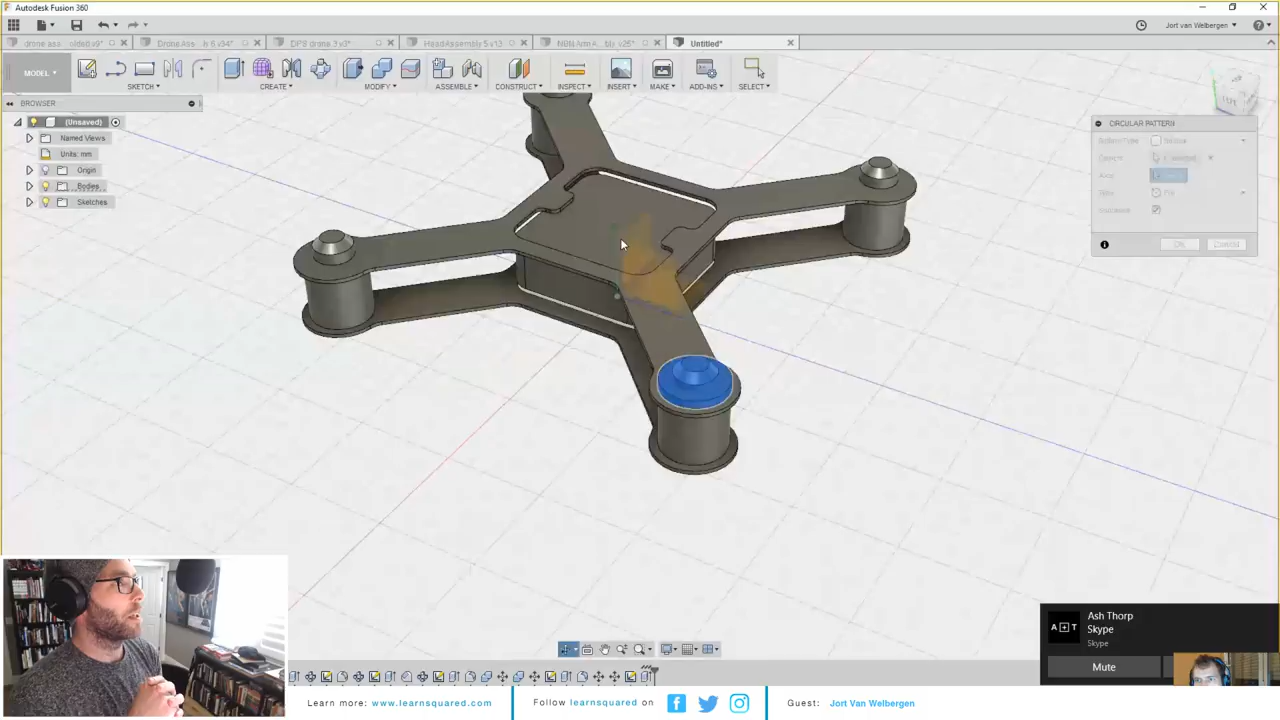 Autodesk Fusion 360
Jort van Welbergen
Untitled*
MODEL
SKETCH
CREATE
MODIFY
ASSEMBLE
CONSTRUCT
INSPECT
INSERT
MAKE
ADD-INS
SELECT
BROWSER
(Unsaved)
Named Views
Units: mm
Origin
Bodies
Sketches
CIRCULAR PATTERN
Ash Thorp
Skype
Skype
Mute
A + T
Learn more: www.learnsquared.com
Follow learnsquared on
Guest: Jort Van Welbergen